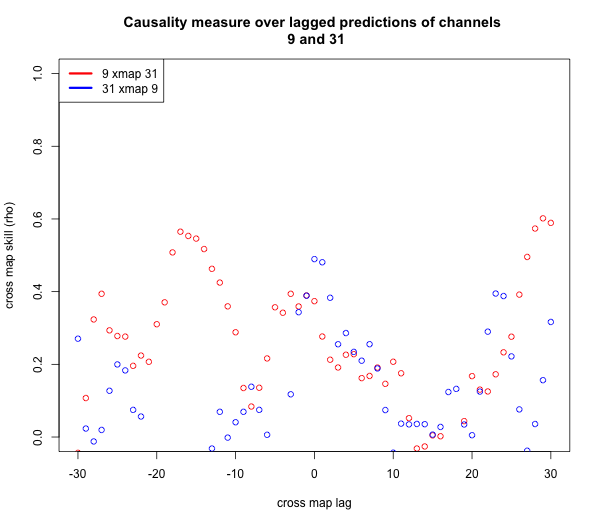 Causality measure over lagged predictions of channels
9 and 31
9 xmap 31
31 xmap 9
cross map skill (rho)
1.0
0.8
0.6
0.4
0.2
0.0
-30 -20 -10 0 10 20 30
cross map lag